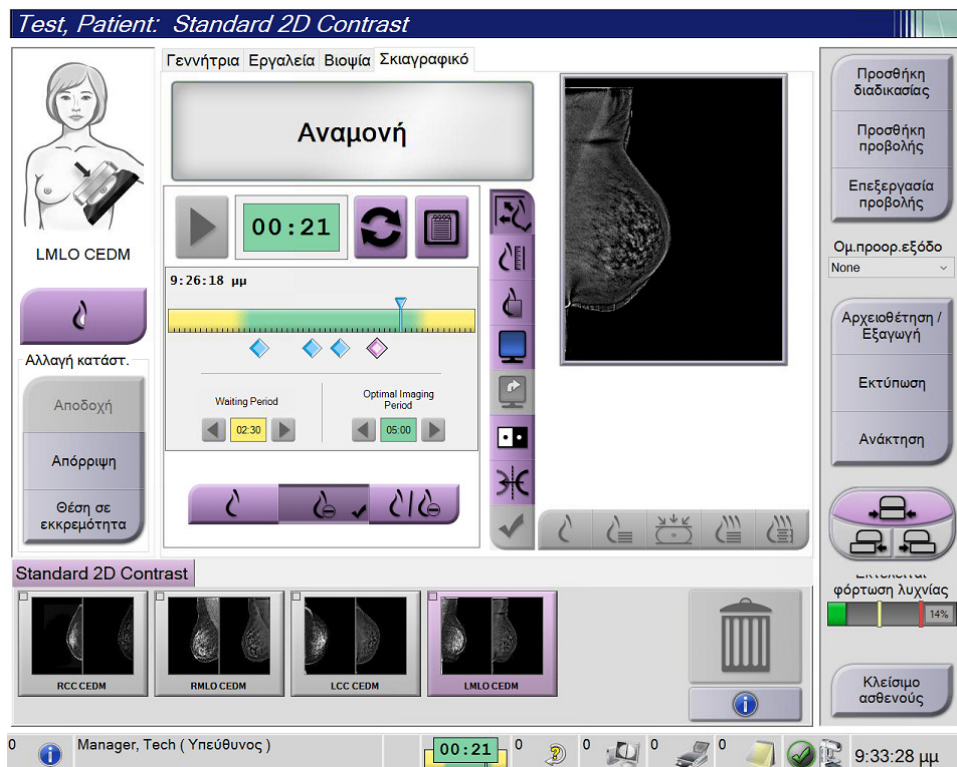 Test, Patient: Standard 2D Contrast
Γεννήτρια Εργαλεία Βιοψία Σκιαγραφικό
Αναμονή
LMLO CEDM
00:21
9:26:18 μμ
Αλλαγή κατάστ.
Αποδοχή
Απόρριψη
Θέση σε
εκκρεμότητα
Waiting Period
02:30
Optimal Imaging
Period
05:00
Προσθήκη
διαδικασίας
Προσθήκη
προβολής
Επεξεργασία
προβολής
Ομ.προορ.εξόδο
None
Αρχειοθέτηση /
Εξαγωγή
Εκτύπωση
Ανάκτηση
φόρτωση λυχνίας
14%
Κλείσιμο
ασθενούς
Standard 2D Contrast
RCC CEDM
RMLO CEDM
LCC CEDM
LMLO CEDM
0 Manager, Tech ( Υπεύθυνος ) 00:21 0 0 0 0 9:33:28 μμ